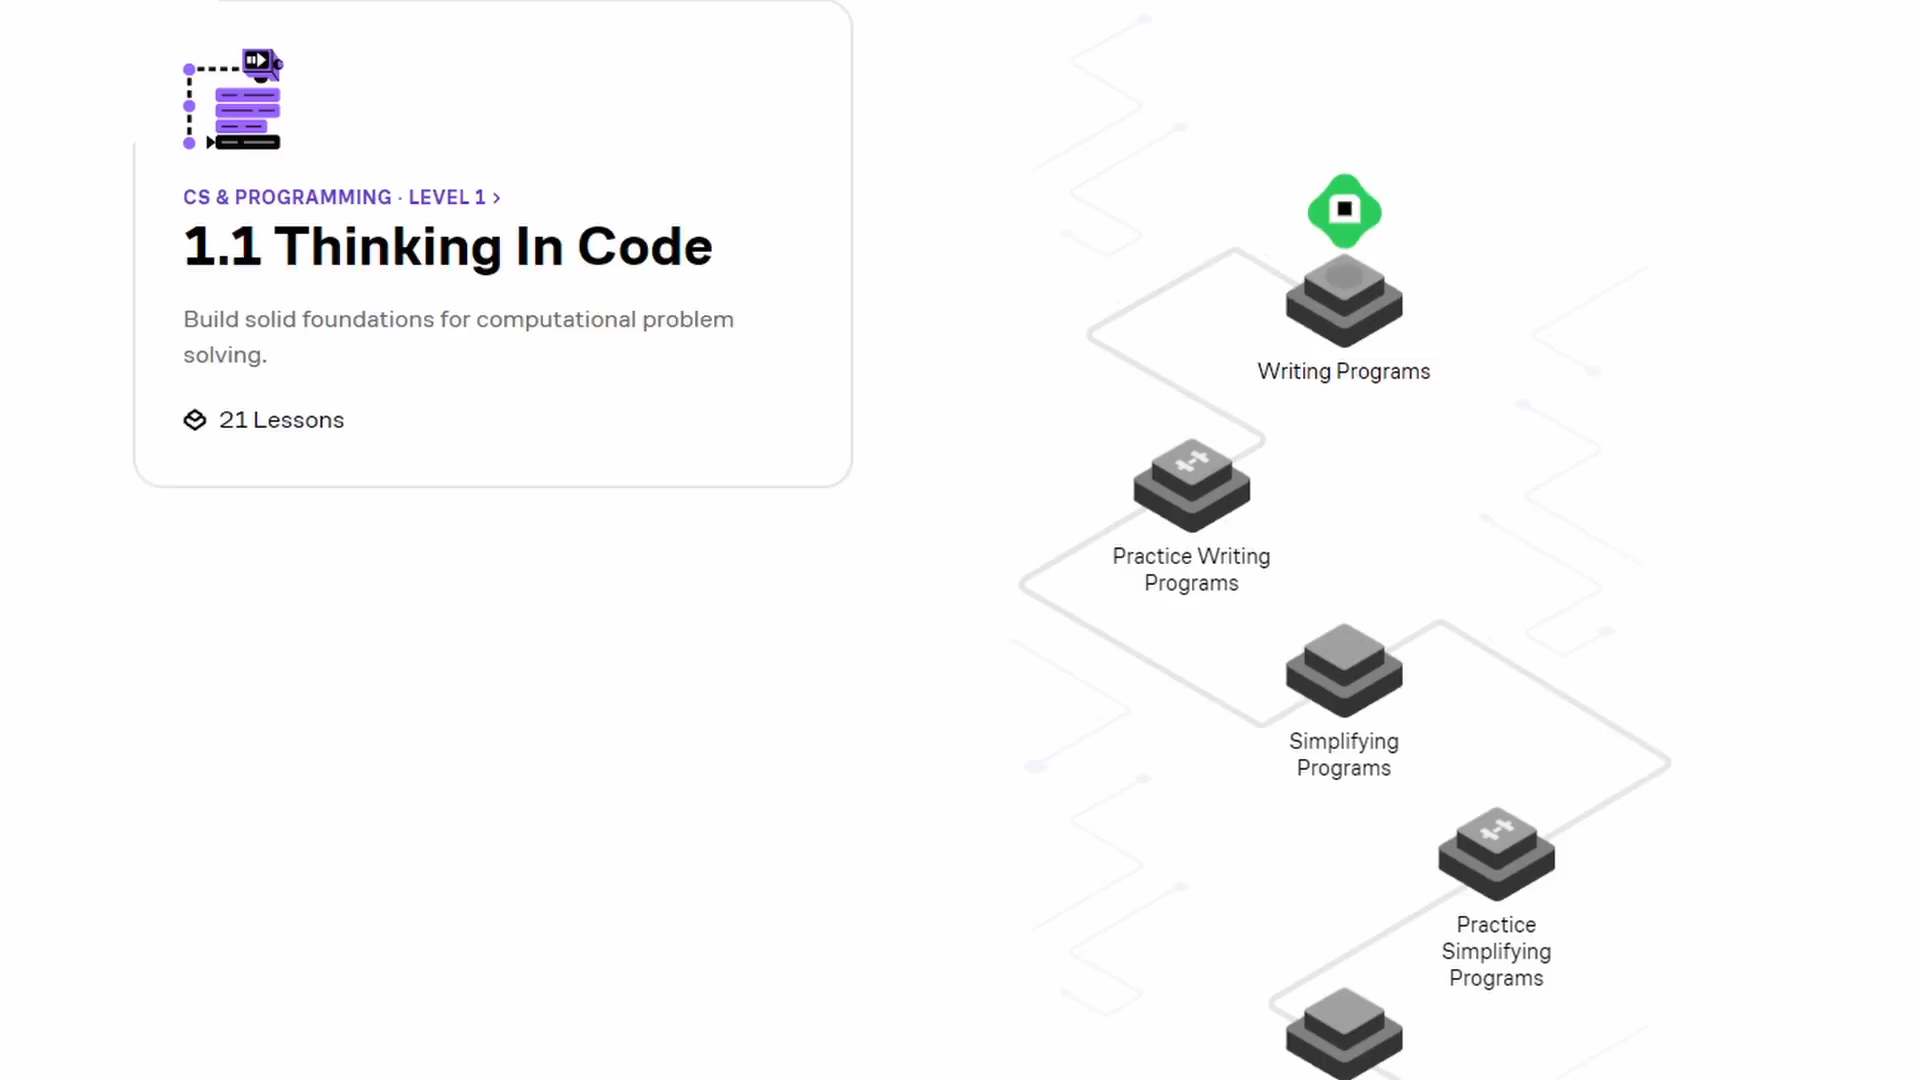 CS & PROGRAMMING · LEVEL 1 ›
1.1 Thinking In Code
Build solid foundations for computational problem
solving.
21 Lessons
Writing Programs
Practice Writing
Programs
Simplifying
Programs
Practice
Simplifying
Programs